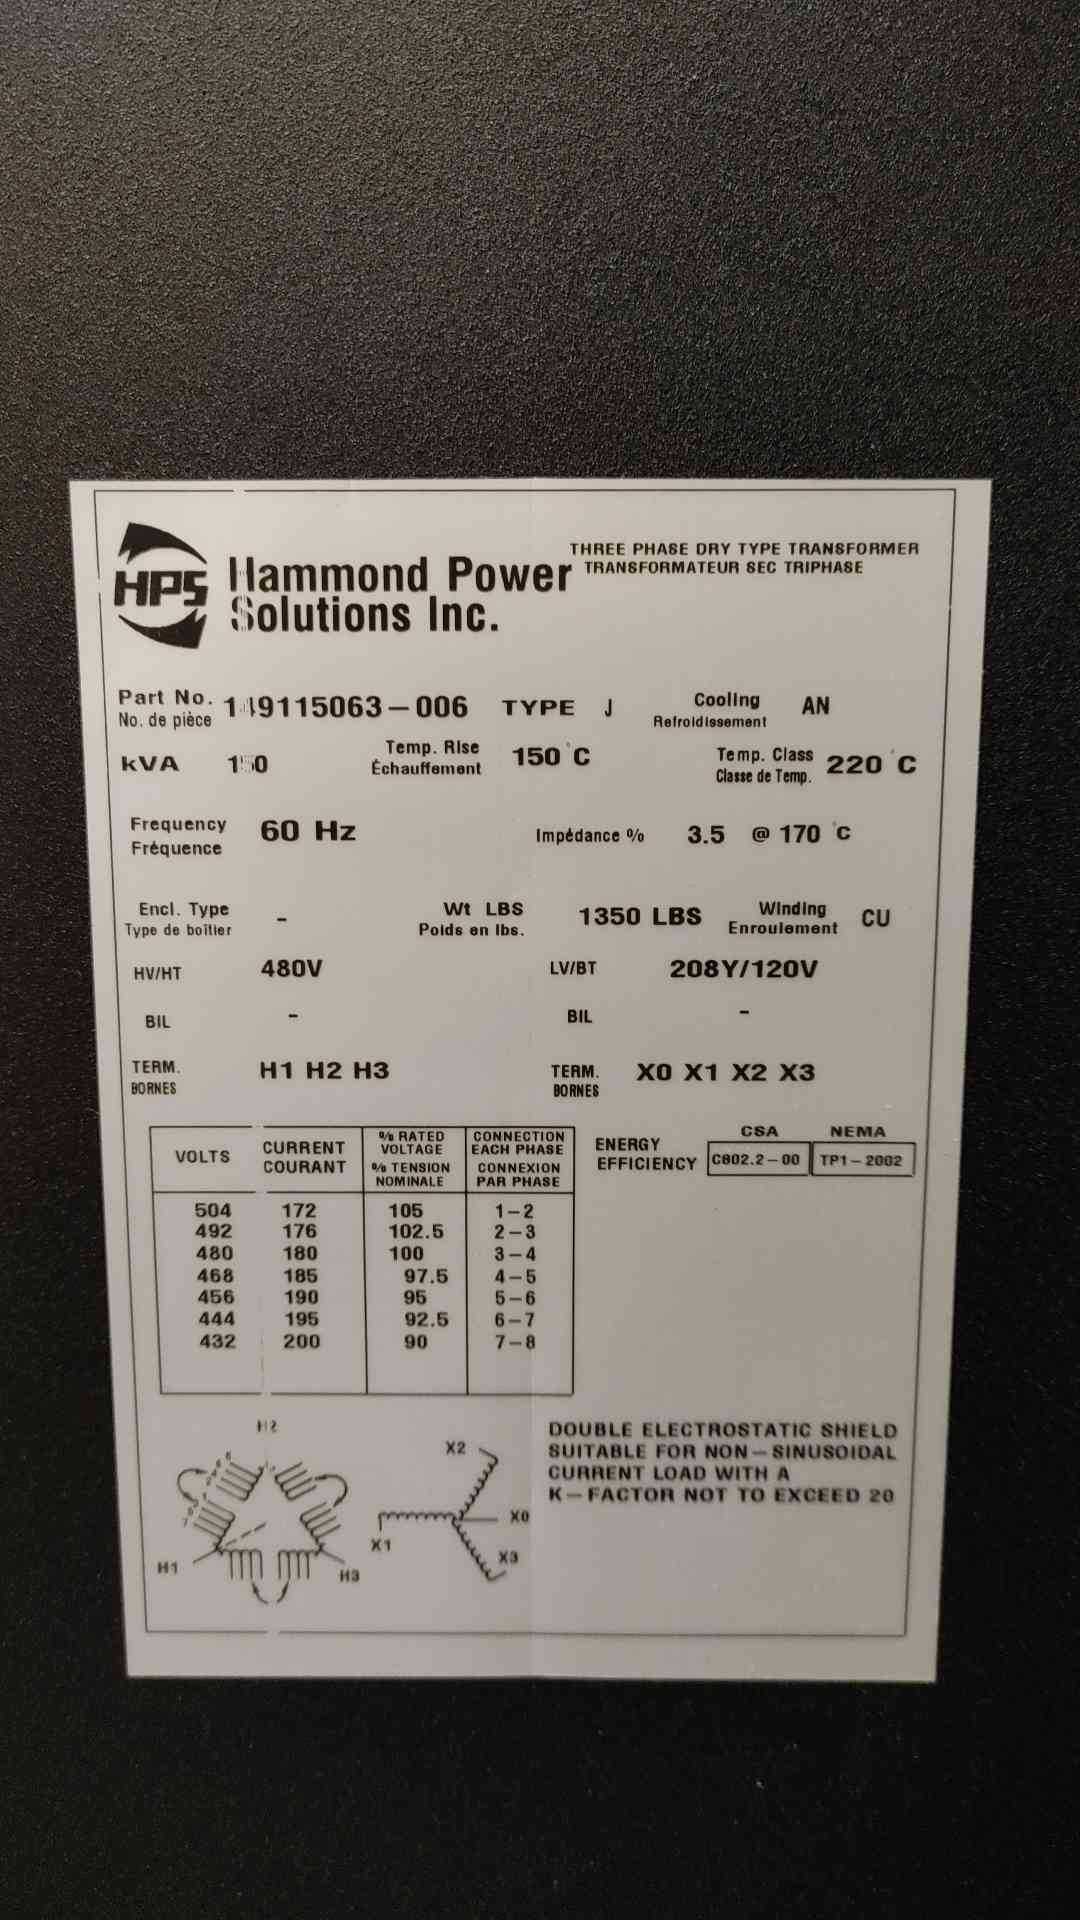 HPS
Hammond Power Solutions Inc.
THREE PHASE DRY TYPE TRANSFORMER
TRANSFORMATEUR SEC TRIPHASE
Part No. 149115063-006 TYPE J Cooling AN
No. de pièce Refroidissement
kVA 150 Temp. Rise 150°C Temp. Class 220°C
Échauffement Classe de Temp.
Frequency 60 Hz Impédance % 3.5 @ 170°C
Fréquence
Encl. Type - Wt LBS 1350 LBS Winding CU
Type de boîtier Poids en lbs. Enroulement
HV/HT 480V LV/BT 208Y/120V
BIL - BIL -
TERM. H1 H2 H3 TERM. X0 X1 X2 X3
BORNES BORNES
VOLTS CURRENT COURANT % RATED VOLTAGE % TENSION NOMINALE CONNECTION EACH PHASE CONNEXION PAR PHASE
504 172 105 1-2
492 176 102.5 2-3
480 180 100 3-4
468 185 97.5 4-5
456 190 95 5-6
444 195 92.5 6-7
432 200 90 7-8
CSA NEMA
ENERGY EFFICIENCY C802.2-00 TP1-2002
H2
H1
H3
X2
X0
X1
X3
DOUBLE ELECTROSTATIC SHIELD
SUITABLE FOR NON-SINUSOIDAL
CURRENT LOAD WITH A
K-FACTOR NOT TO EXCEED 20